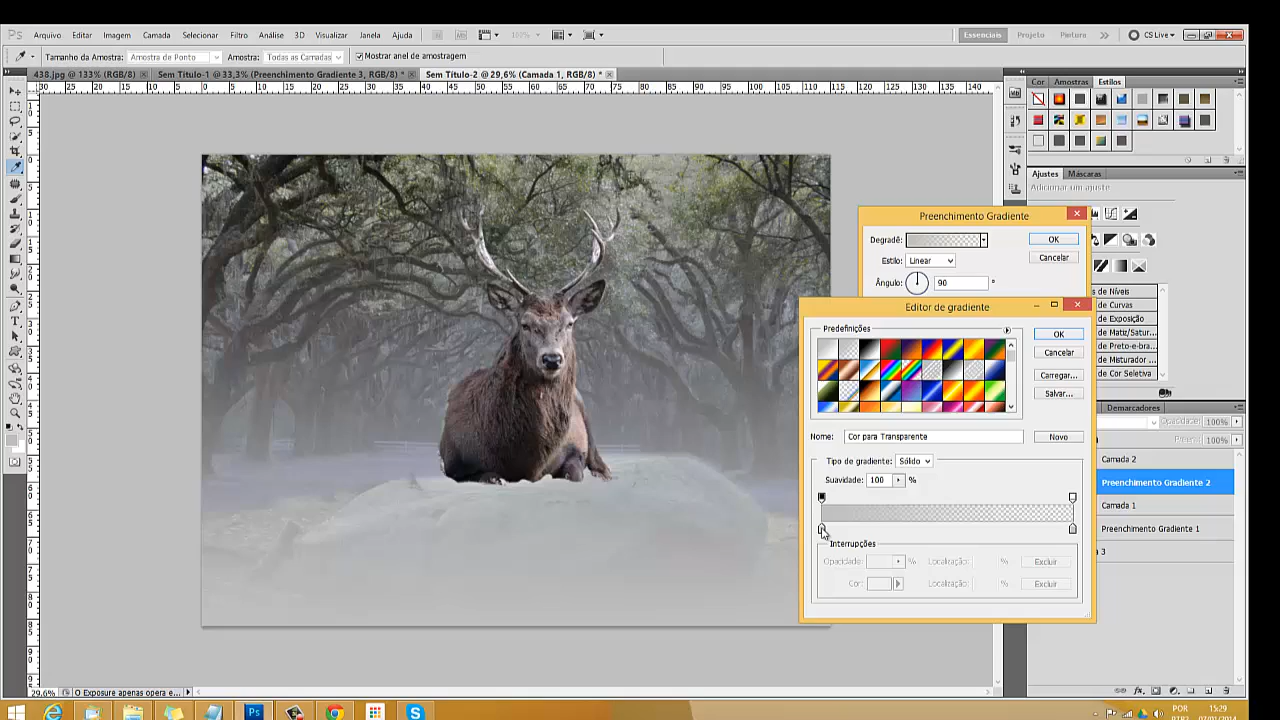 Ps Arquivo Editar Imagem Camada Selecionar Filtro Análise 3D Visualizar Janela Ajuda 100% Essenciais Projeto Pintura CS Live
Tamanho da Amostra: Amostra de Ponto Amostra: Todas as Camadas Mostrar anel de amostragem
438.jpg @ 133% (RGB/8) Sem Título-1 @ 33,3% (Preenchimento Gradiente 3, RGB/8) * Sem Título-2 @ 29,6% (Camada 1, RGB/8) *
Cor Amostras Estilos
Ajustes Máscaras
Adicionar um ajuste
Preenchimento Gradiente
Degradê: OK
Estilo: Linear Cancelar
Ângulo: 90 °
Editor de gradiente
Predefinições
OK
Cancelar
Carregar...
Salvar...
Nome: Cor para Transparente Novo
Tipo de gradiente: Sólido
Suavidade: 100 %
Interrupções
Opacidade: % Localização: % Excluir
Cor: Localização: % Excluir
de Níveis
de Curvas
de Exposição
de Matiz/Satur...
de Preto-e-bra...
de Misturador...
de Cor Seletiva
Demarcadores
Opacidade: 100%
100%
Camada 2
Preenchimento Gradiente 2
Camada 1
Preenchimento Gradiente 1
3
29,6% O Exposure apenas opera e...
POR 15:29
PTB2 07/01/2014